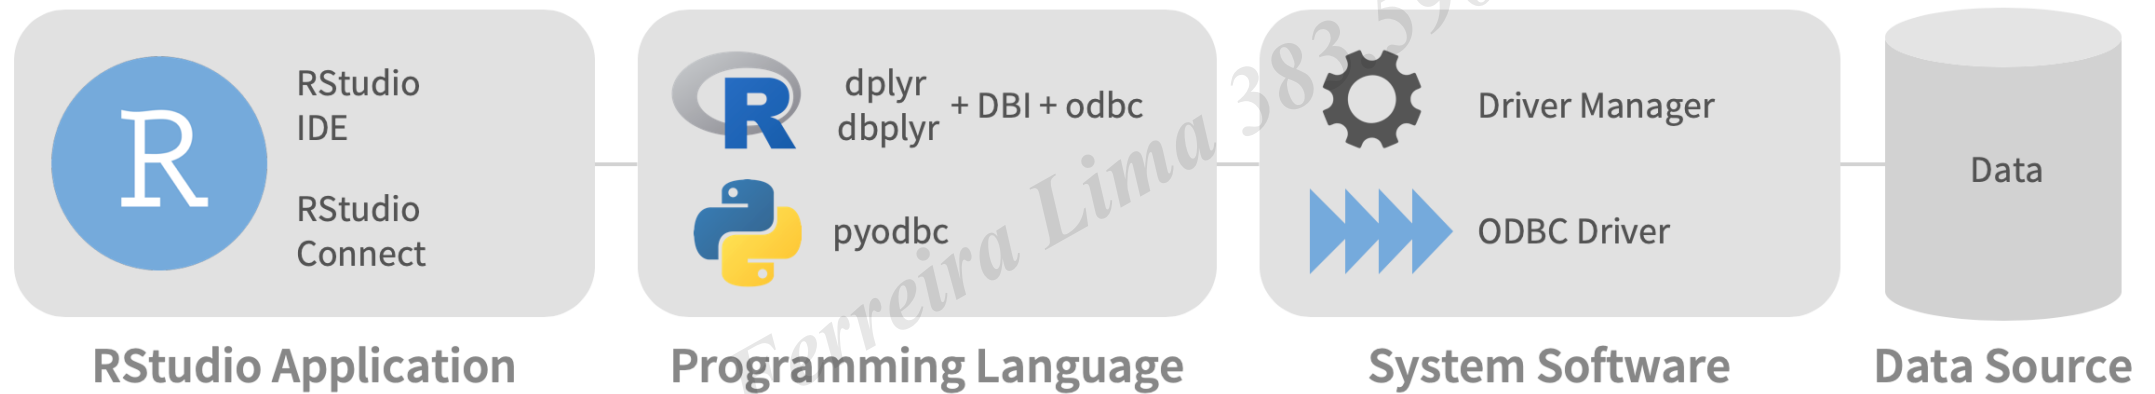 RStudio
IDE
RStudio
Connect
RStudio Application
dplyr
dbplyr
+ DBI + odbc
pyodbc
Programming Language
Driver Manager
ODBC Driver
System Software
Data
Data Source
Ferreira Lima 383.59